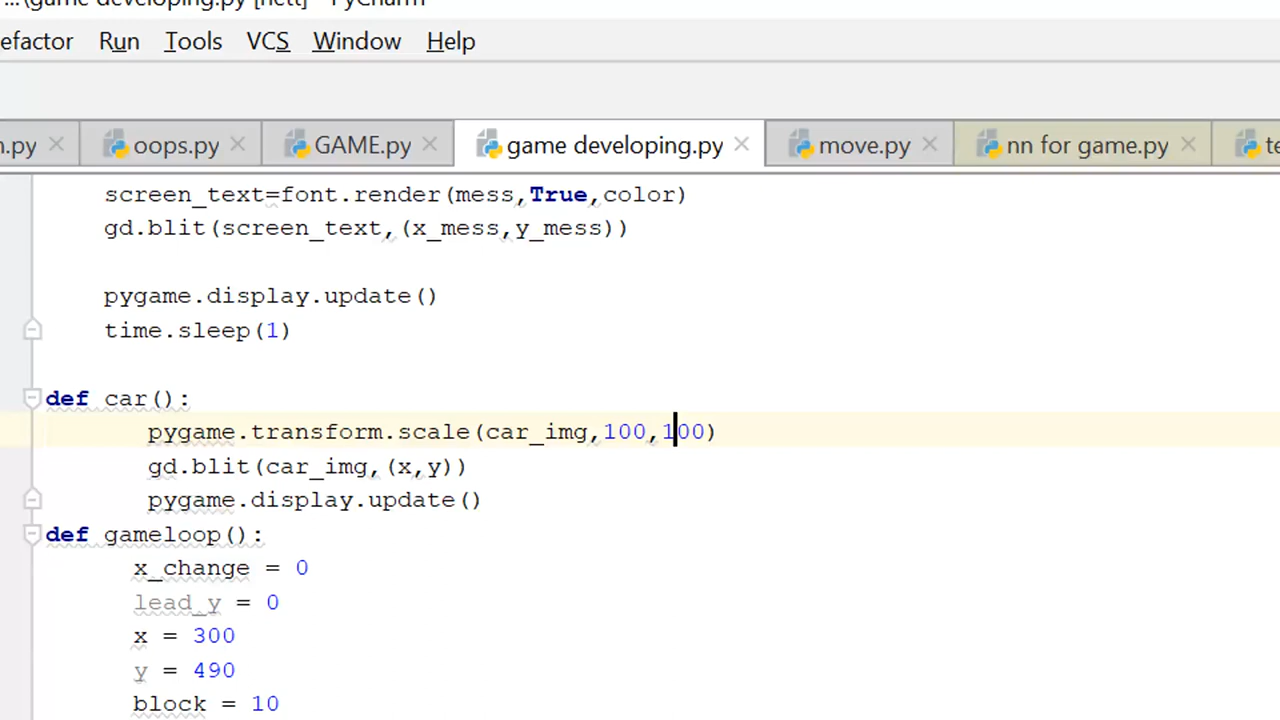 ...\game developing.py [nett] - PyCharm
efactor Run Tools VCS Window Help
n.py oops.py GAME.py game developing.py move.py nn for game.py te
screen_text=font.render(mess,True,color)
gd.blit(screen_text,(x_mess,y_mess))
pygame.display.update()
time.sleep(1)
def car():
pygame.transform.scale(car_img,100,100)
gd.blit(car_img,(x,y))
pygame.display.update()
def gameloop():
x_change = 0
lead_y = 0
x = 300
y = 490
block = 10